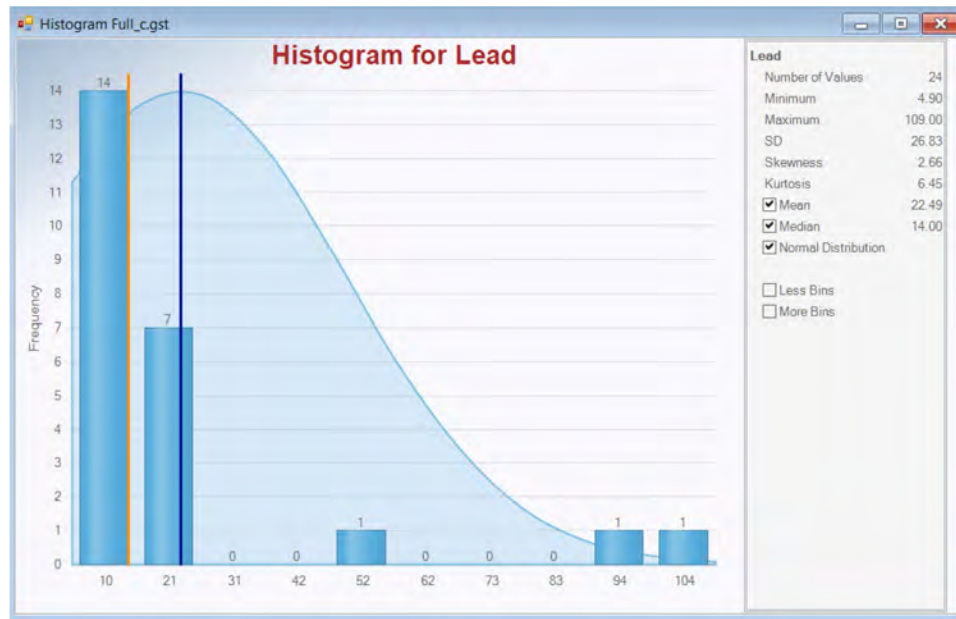 Histogram Full_c.gst
Histogram for Lead
Frequency
14
13
12
11
10
9
8
7
6
5
4
3
2
1
0
14
7
0
0
1
0
0
0
1
1
10 21 31 42 52 62 73 83 94 104
Lead
Number of Values 24
Minimum 4.90
Maximum 109.00
SD 26.83
Skewness 2.66
Kurtosis 6.45
Mean 22.49
Median 14.00
Normal Distribution
Less Bins
More Bins